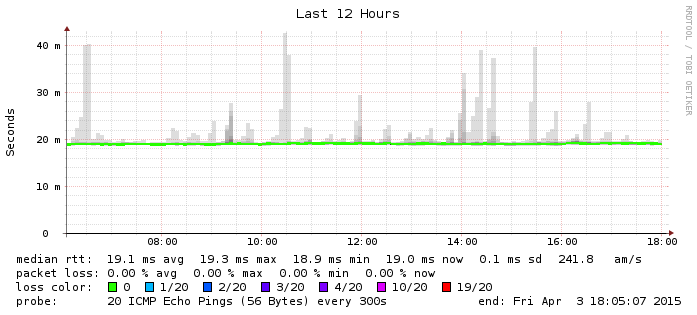 Last 12 Hours
RRDTOOL / TOBI OETIKER
Seconds
40 m
30 m
20 m
10 m
0
08:00 10:00 12:00 14:00 16:00 18:00
median rtt: 19.1 ms avg 19.3 ms max 18.9 ms min 19.0 ms now 0.1 ms sd 241.8 am/s
packet loss: 0.00 % avg 0.00 % max 0.00 % min 0.00 % now
loss color: 0 1/20 2/20 3/20 4/20 10/20 19/20
probe: 20 ICMP Echo Pings (56 Bytes) every 300s end: Fri Apr 3 18:05:07 2015